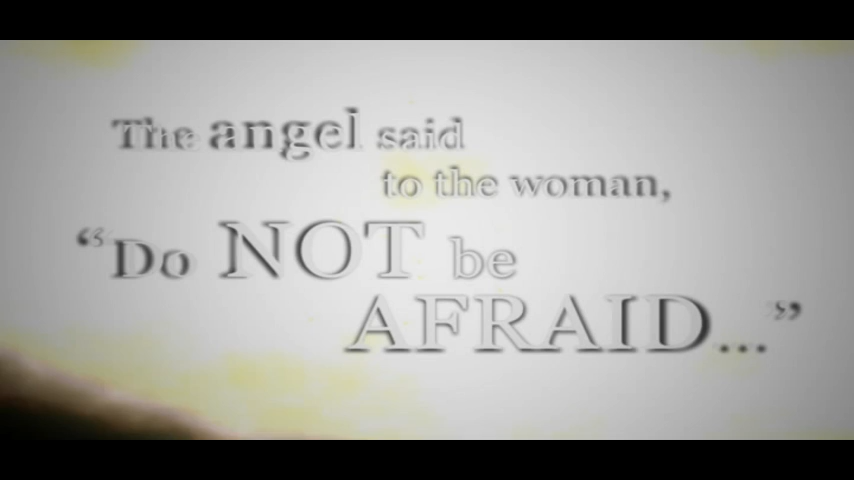 The angel said
to the woman,
“Do NOT be
AFRAID...”